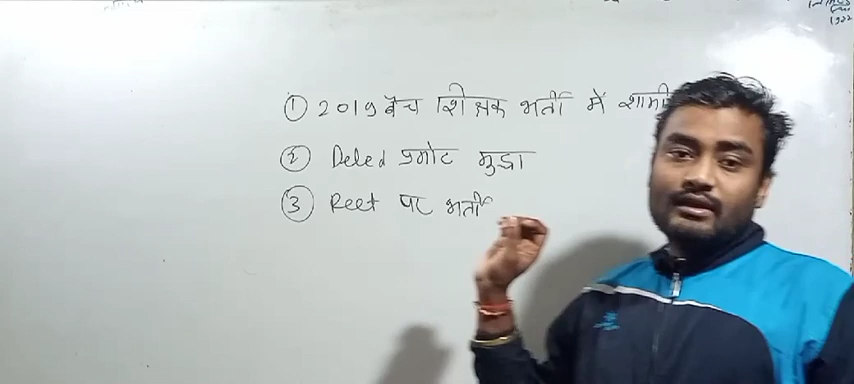 ① 2019 बैच शिक्षक भर्ती में शामी
② Deled प्रमोट मुद्दा
③ Reet पर भर्ती